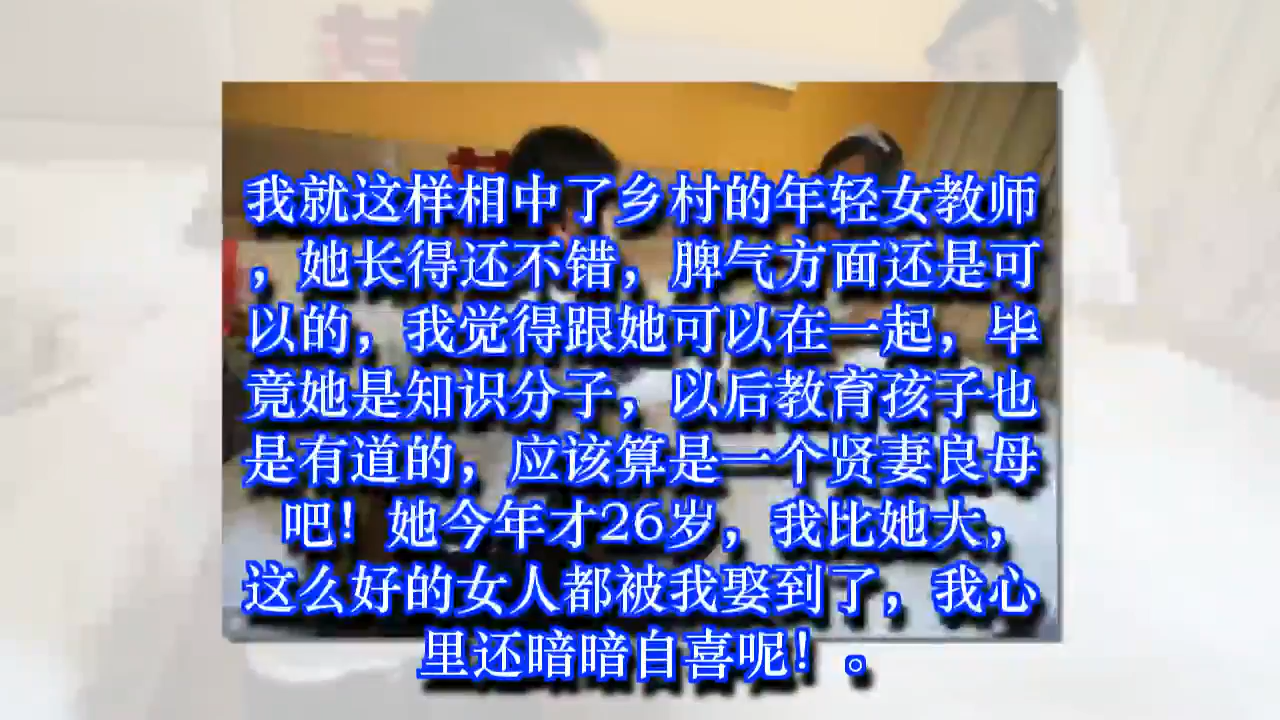 我就这样相中了乡村的年轻女教师
，她长得还不错，脾气方面还是可
以的，我觉得跟她可以在一起，毕
竟她是知识分子，以后教育孩子也
是有道的，应该算是一个贤妻良母
吧！她今年才26岁，我比她大，
这么好的女人都被我娶到了，我心
里还暗暗自喜呢！。